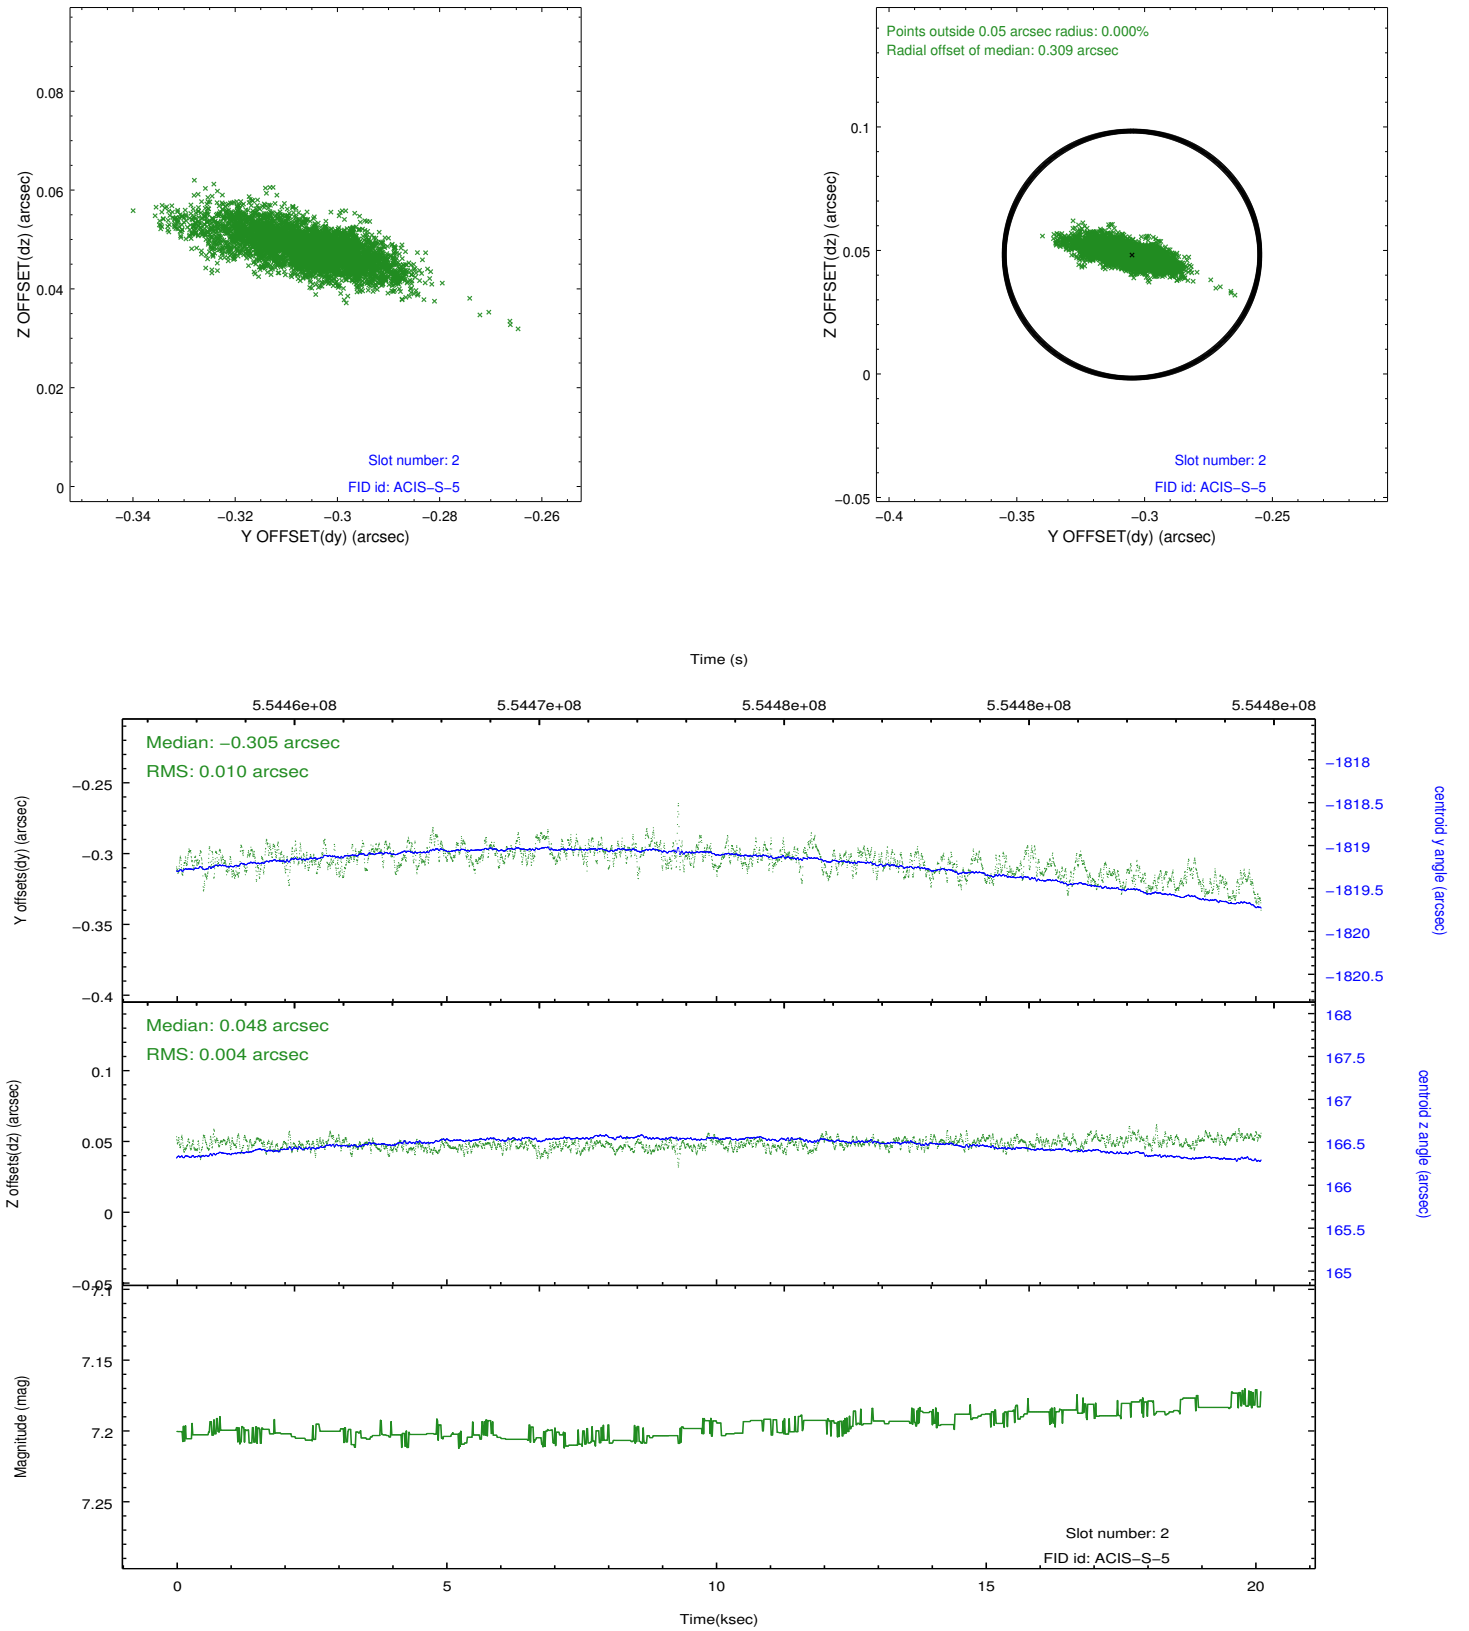 0.08
0.06
0.04
0.02
0
Z OFFSET(dz) (arcsec)
−0.34 −0.32 −0.3 −0.28 −0.26
Y OFFSET(dy) (arcsec)
Slot number: 2
FID id: ACIS−S−5
Points outside 0.05 arcsec radius: 0.000%
Radial offset of median: 0.309 arcsec
0.1
0.05
0
−0.05
Z OFFSET(dz) (arcsec)
−0.4 −0.35 −0.3 −0.25
Y OFFSET(dy) (arcsec)
Slot number: 2
FID id: ACIS−S−5
Time (s)
5.5446e+08 5.5447e+08 5.5448e+08 5.5448e+08 5.5448e+08
Median: −0.305 arcsec
RMS: 0.010 arcsec
−0.25
−0.3
−0.35
−0.4
Y offsets(dy) (arcsec)
−1818
−1818.5
−1819
−1819.5
−1820
−1820.5
centroid y angle (arcsec)
Median: 0.048 arcsec
RMS: 0.004 arcsec
0.1
0.05
0
−0.05
Z offsets(dz) (arcsec)
168
167.5
167
166.5
166
165.5
165
centroid z angle (arcsec)
7.1
7.15
7.2
7.25
Magnitude (mag)
Slot number: 2
FID id: ACIS−S−5
0 5 10 15 20
Time(ksec)